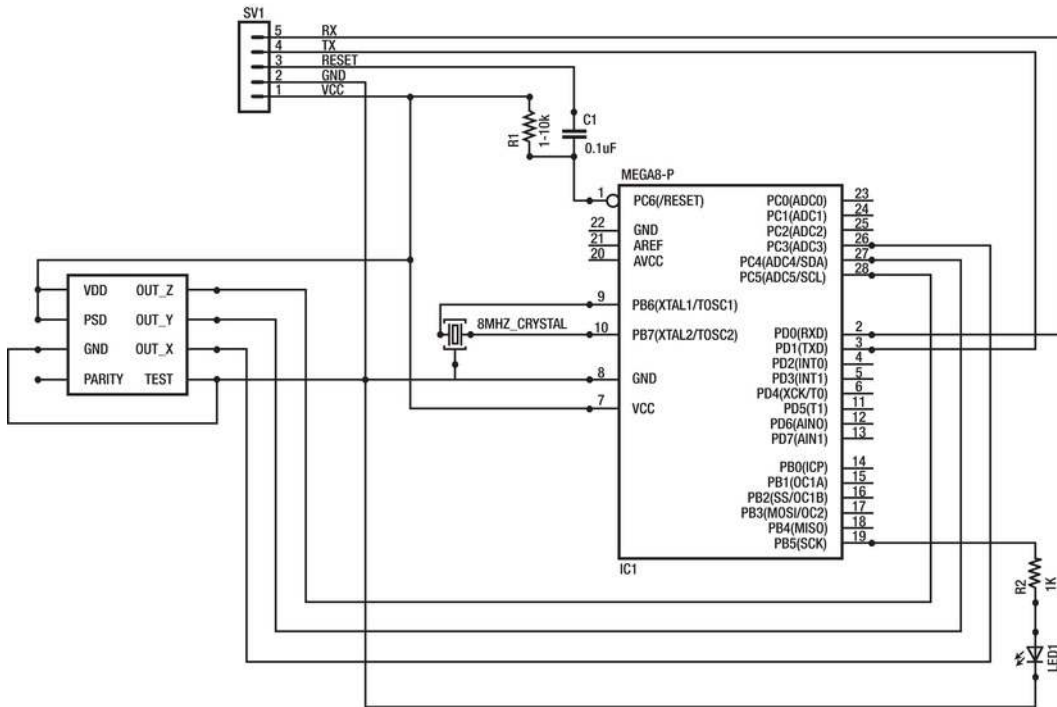 SV1
5 RX
4 TX
3 RESET
2 GND
1 VCC
R1
1-10k
C1
0.1uF
MEGA8-P
1 PC6(/RESET)
22 GND
21 AREF
20 AVCC
9 PB6(XTAL1/TOSC1)
8MHZ_CRYSTAL
10 PB7(XTAL2/TOSC2)
8 GND
7 VCC
PC0(ADC0) 23
PC1(ADC1) 24
PC2(ADC2) 25
PC3(ADC3) 26
PC4(ADC4/SDA) 27
PC5(ADC5/SCL) 28
PD0(RXD) 2
PD1(TXD) 3
PD2(INT0) 4
PD3(INT1) 5
PD4(XCK/T0) 6
PD5(T1) 11
PD6(AIN0) 12
PD7(AIN1) 13
PB0(ICP) 14
PB1(OC1A) 15
PB2(SS/OC1B) 16
PB3(MOSI/OC2) 17
PB4(MISO) 18
PB5(SCK) 19
IC1
VDD OUT_Z
PSD OUT_Y
GND OUT_X
PARITY TEST
R2
1K
LED1